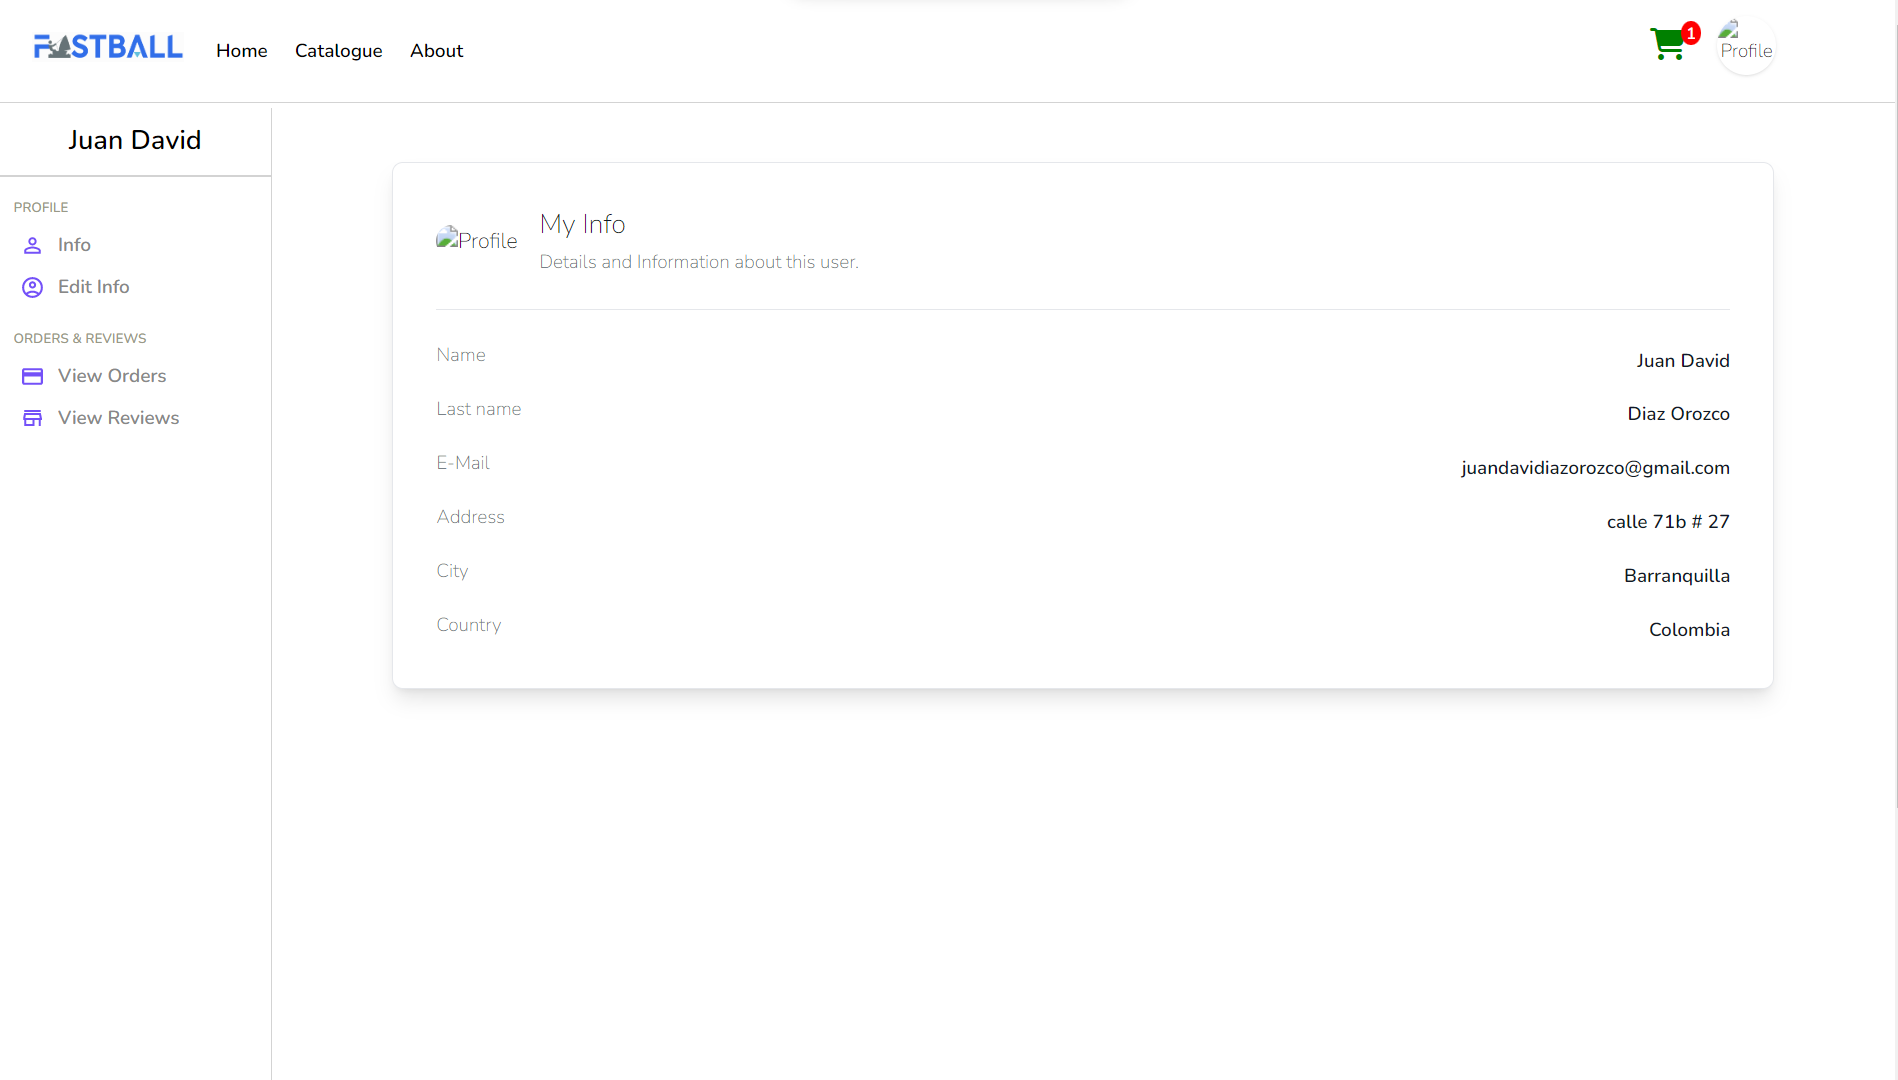 FASTBALL
Home Catalogue About
1
Profile
Juan David
PROFILE
Info
Edit Info
ORDERS & REVIEWS
View Orders
View Reviews
Profile
My Info
Details and Information about this user.
Name Juan David
Last name Diaz Orozco
E-Mail juandavidiazorozco@gmail.com
Address calle 71b # 27
City Barranquilla
Country Colombia